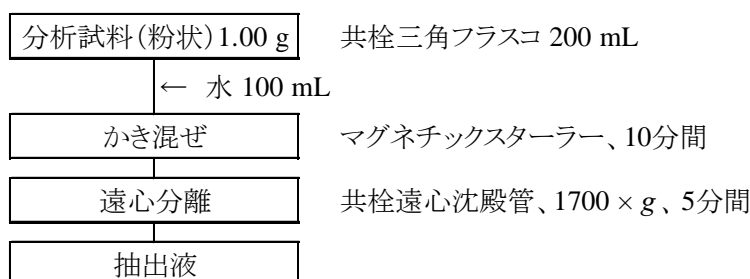 分析試料(粉状)1.00 g 共栓三角フラスコ 200 mL
← 水 100 mL
かき混ぜ マグネチックスターラー、10分間
遠心分離 共栓遠心沈殿管、1700 × g 、5分間
抽出液